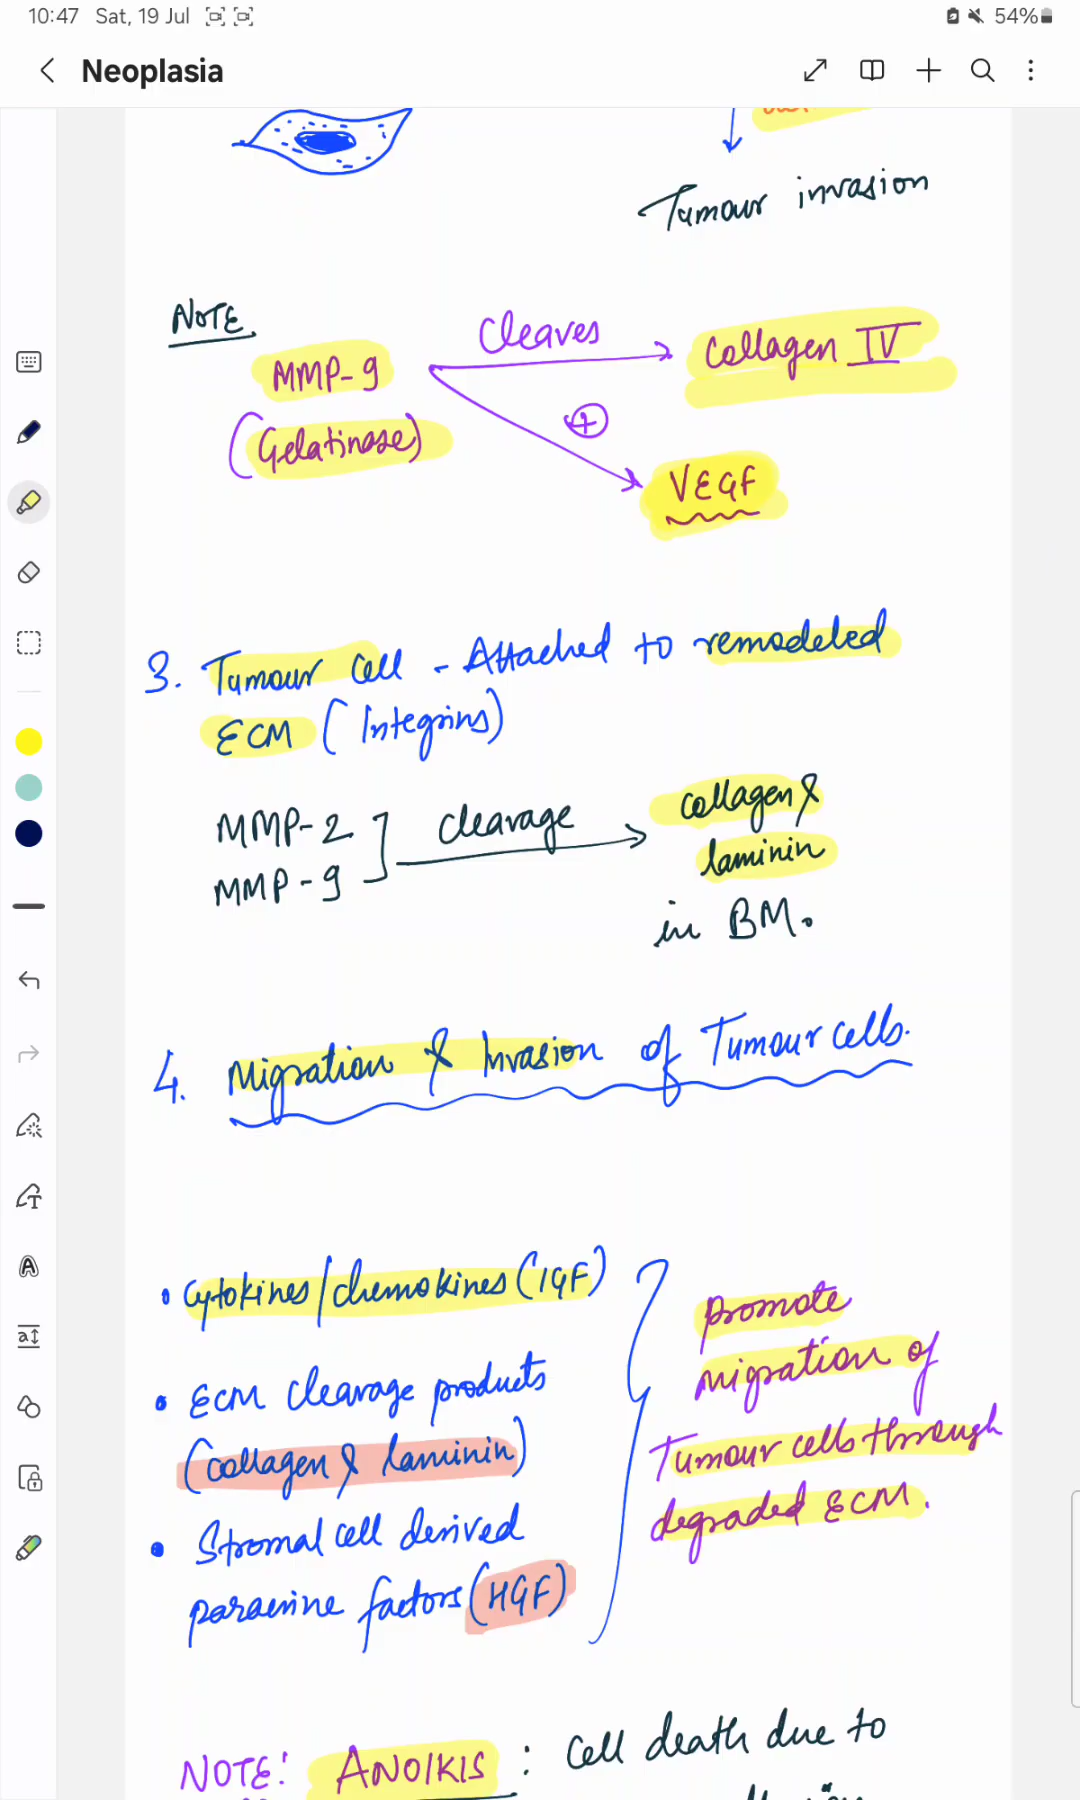 10:47 Sat, 19 Jul
54%
Neoplasia
Tumour invasion
NOTE
MMP-9 Cleaves Collagen IV
(Gelatinase) +
VEGF
3. Tumour cell - Attached to remodeled
ECM (Integrins)
MMP-2 cleavage collagen &
MMP-9 laminin
in BM.
4. Migration & Invasion of Tumour cells.
• Cytokines/chemokines (IGF)
• ECM cleavage products
(collagen & laminin)
• Stromal cell derived
paracrine factors (HGF)
promote
migration of
Tumour cells through
degraded ECM.
NOTE: ANOIKIS : Cell death due to